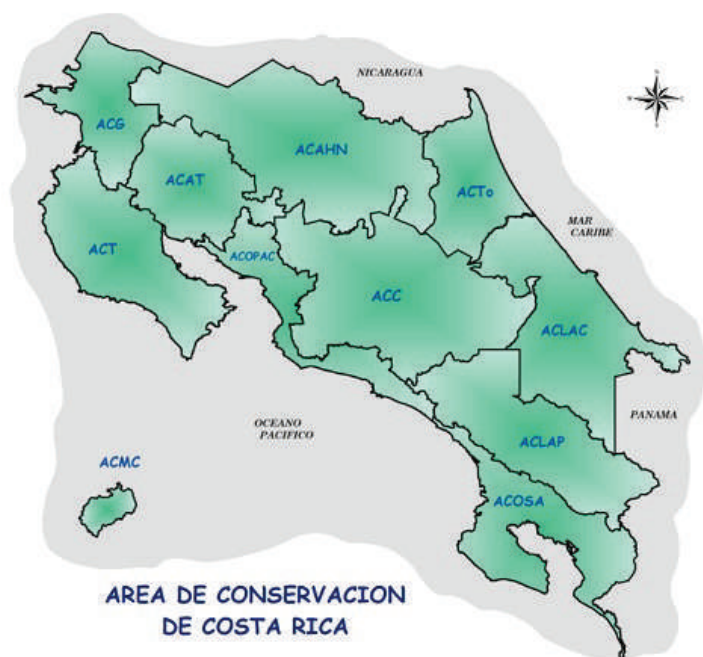 NICARAGUA
N
ACG
ACAHN
ACAT
ACTo
MAR
CARIBE
ACT
ACOPAC
ACC
ACLAC
OCEANO
PACIFICO
PANAMA
ACLAP
ACMC
ACOSA
AREA DE CONSERVACION
DE COSTA RICA